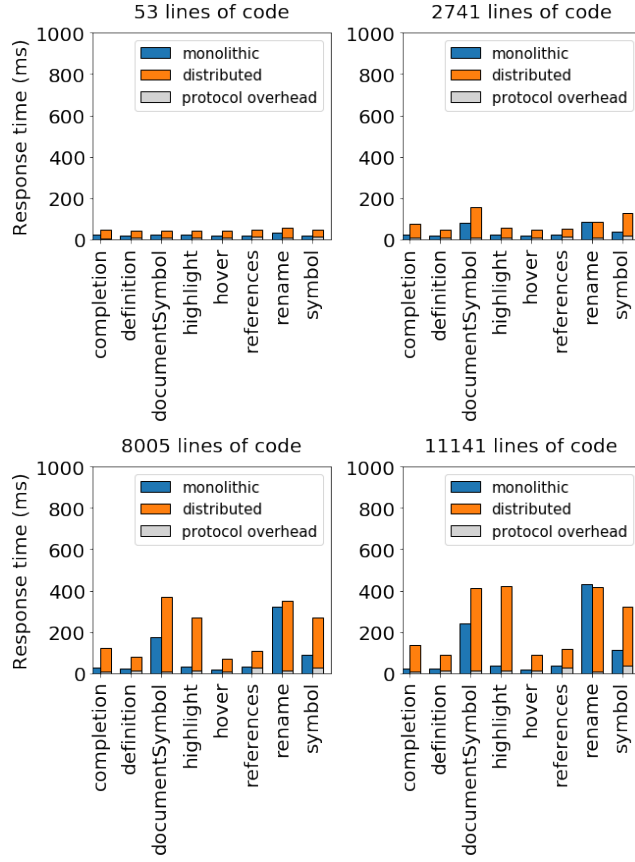 53 lines of code
Response time (ms)
1000
800
600
400
200
0
monolithic
distributed
protocol overhead
completion
definition
documentSymbol
highlight
hover
references
rename
symbol
2741 lines of code
1000
800
600
400
200
0
monolithic
distributed
protocol overhead
completion
definition
documentSymbol
highlight
hover
references
rename
symbol
8005 lines of code
Response time (ms)
1000
800
600
400
200
0
monolithic
distributed
protocol overhead
completion
definition
documentSymbol
highlight
hover
references
rename
symbol
11141 lines of code
1000
800
600
400
200
0
monolithic
distributed
protocol overhead
completion
definition
documentSymbol
highlight
hover
references
rename
symbol